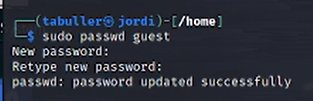 ┌──(tabuller㉿jordi)-[/home]
└─$ sudo passwd guest
New password:
Retype new password:
passwd: password updated successfully